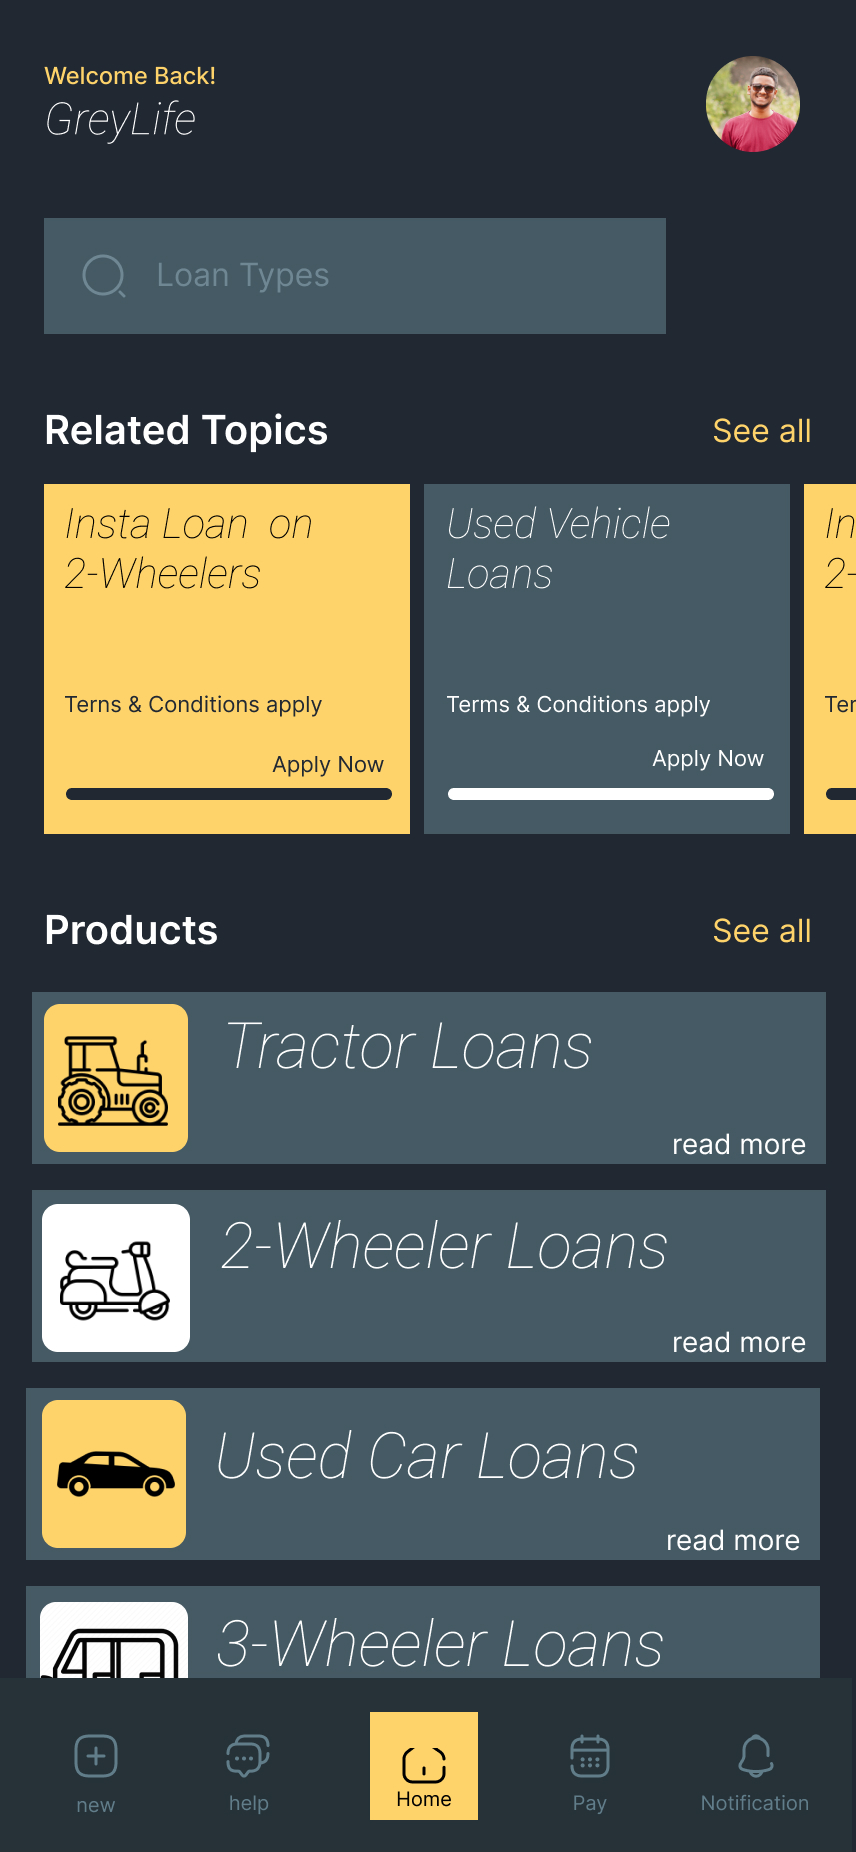 Welcome Back!
GreyLife
Loan Types
Related Topics
See all
Insta Loan  on
2-Wheelers
Terns & Conditions apply
Apply Now
Used Vehicle
Loans
Terms & Conditions apply
Apply Now
In
2-
Ter
Products
See all
Tractor Loans
read more
2-Wheeler Loans
read more
Used Car Loans
read more
3-Wheeler Loans
new
help
Home
Pay
Notification